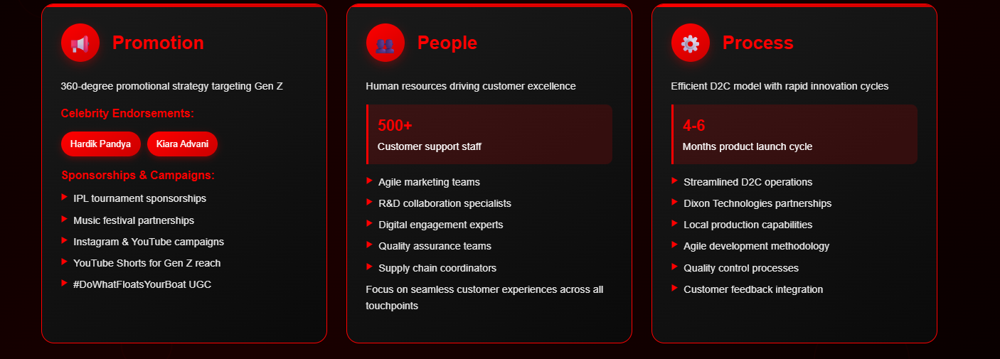 Promotion
360-degree promotional strategy targeting Gen Z
Celebrity Endorsements:
Hardik Pandya
Kiara Advani
Sponsorships & Campaigns:
IPL tournament sponsorships
Music festival partnerships
Instagram & YouTube campaigns
YouTube Shorts for Gen Z reach
#DoWhatFloatsYourBoat UGC
People
Human resources driving customer excellence
500+
Customer support staff
Agile marketing teams
R&D collaboration specialists
Digital engagement experts
Quality assurance teams
Supply chain coordinators
Focus on seamless customer experiences across all
touchpoints
Process
Efficient D2C model with rapid innovation cycles
4-6
Months product launch cycle
Streamlined D2C operations
Dixon Technologies partnerships
Local production capabilities
Agile development methodology
Quality control processes
Customer feedback integration